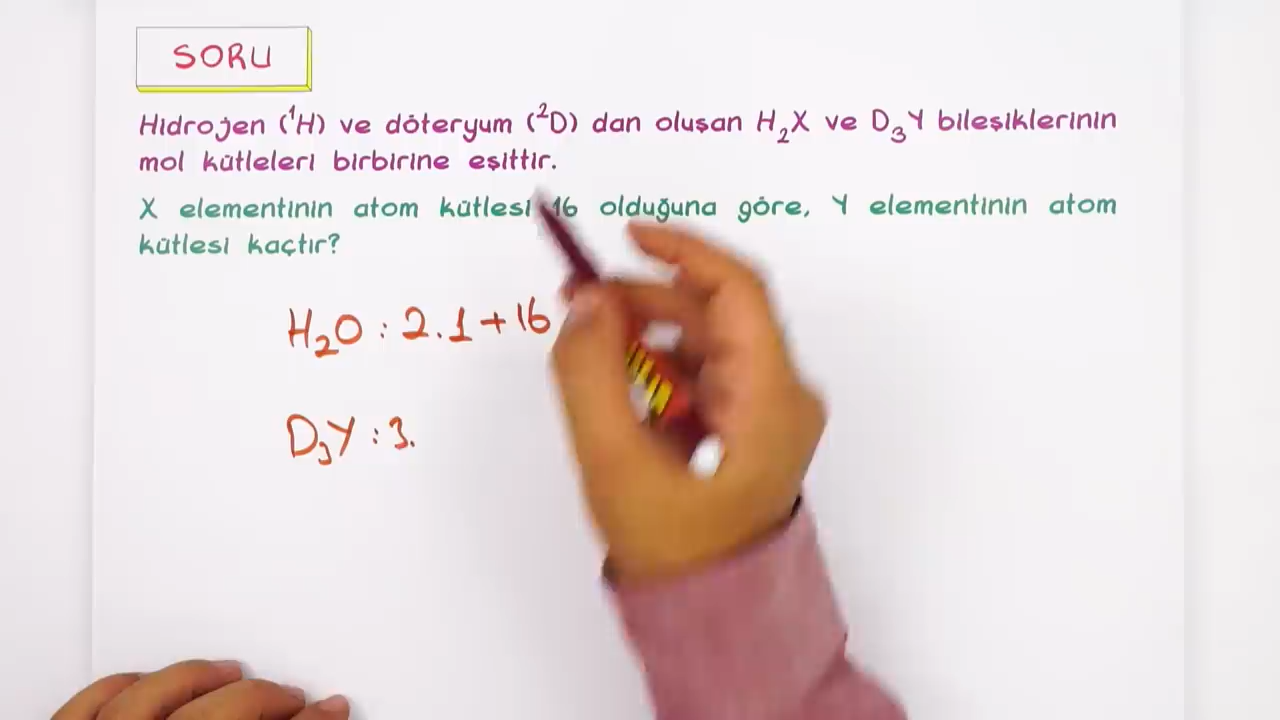 SORU
Hidrojen (¹H) ve döteryum (²D) dan oluşan H₂X ve D₃Y bileşiklerinin
mol kütleleri birbirine eşittir.
X elementinin atom kütlesi 16 olduğuna göre, Y elementinin atom
kütlesi kaçtır?
H₂O : 2.1+16
D₃Y : 3.